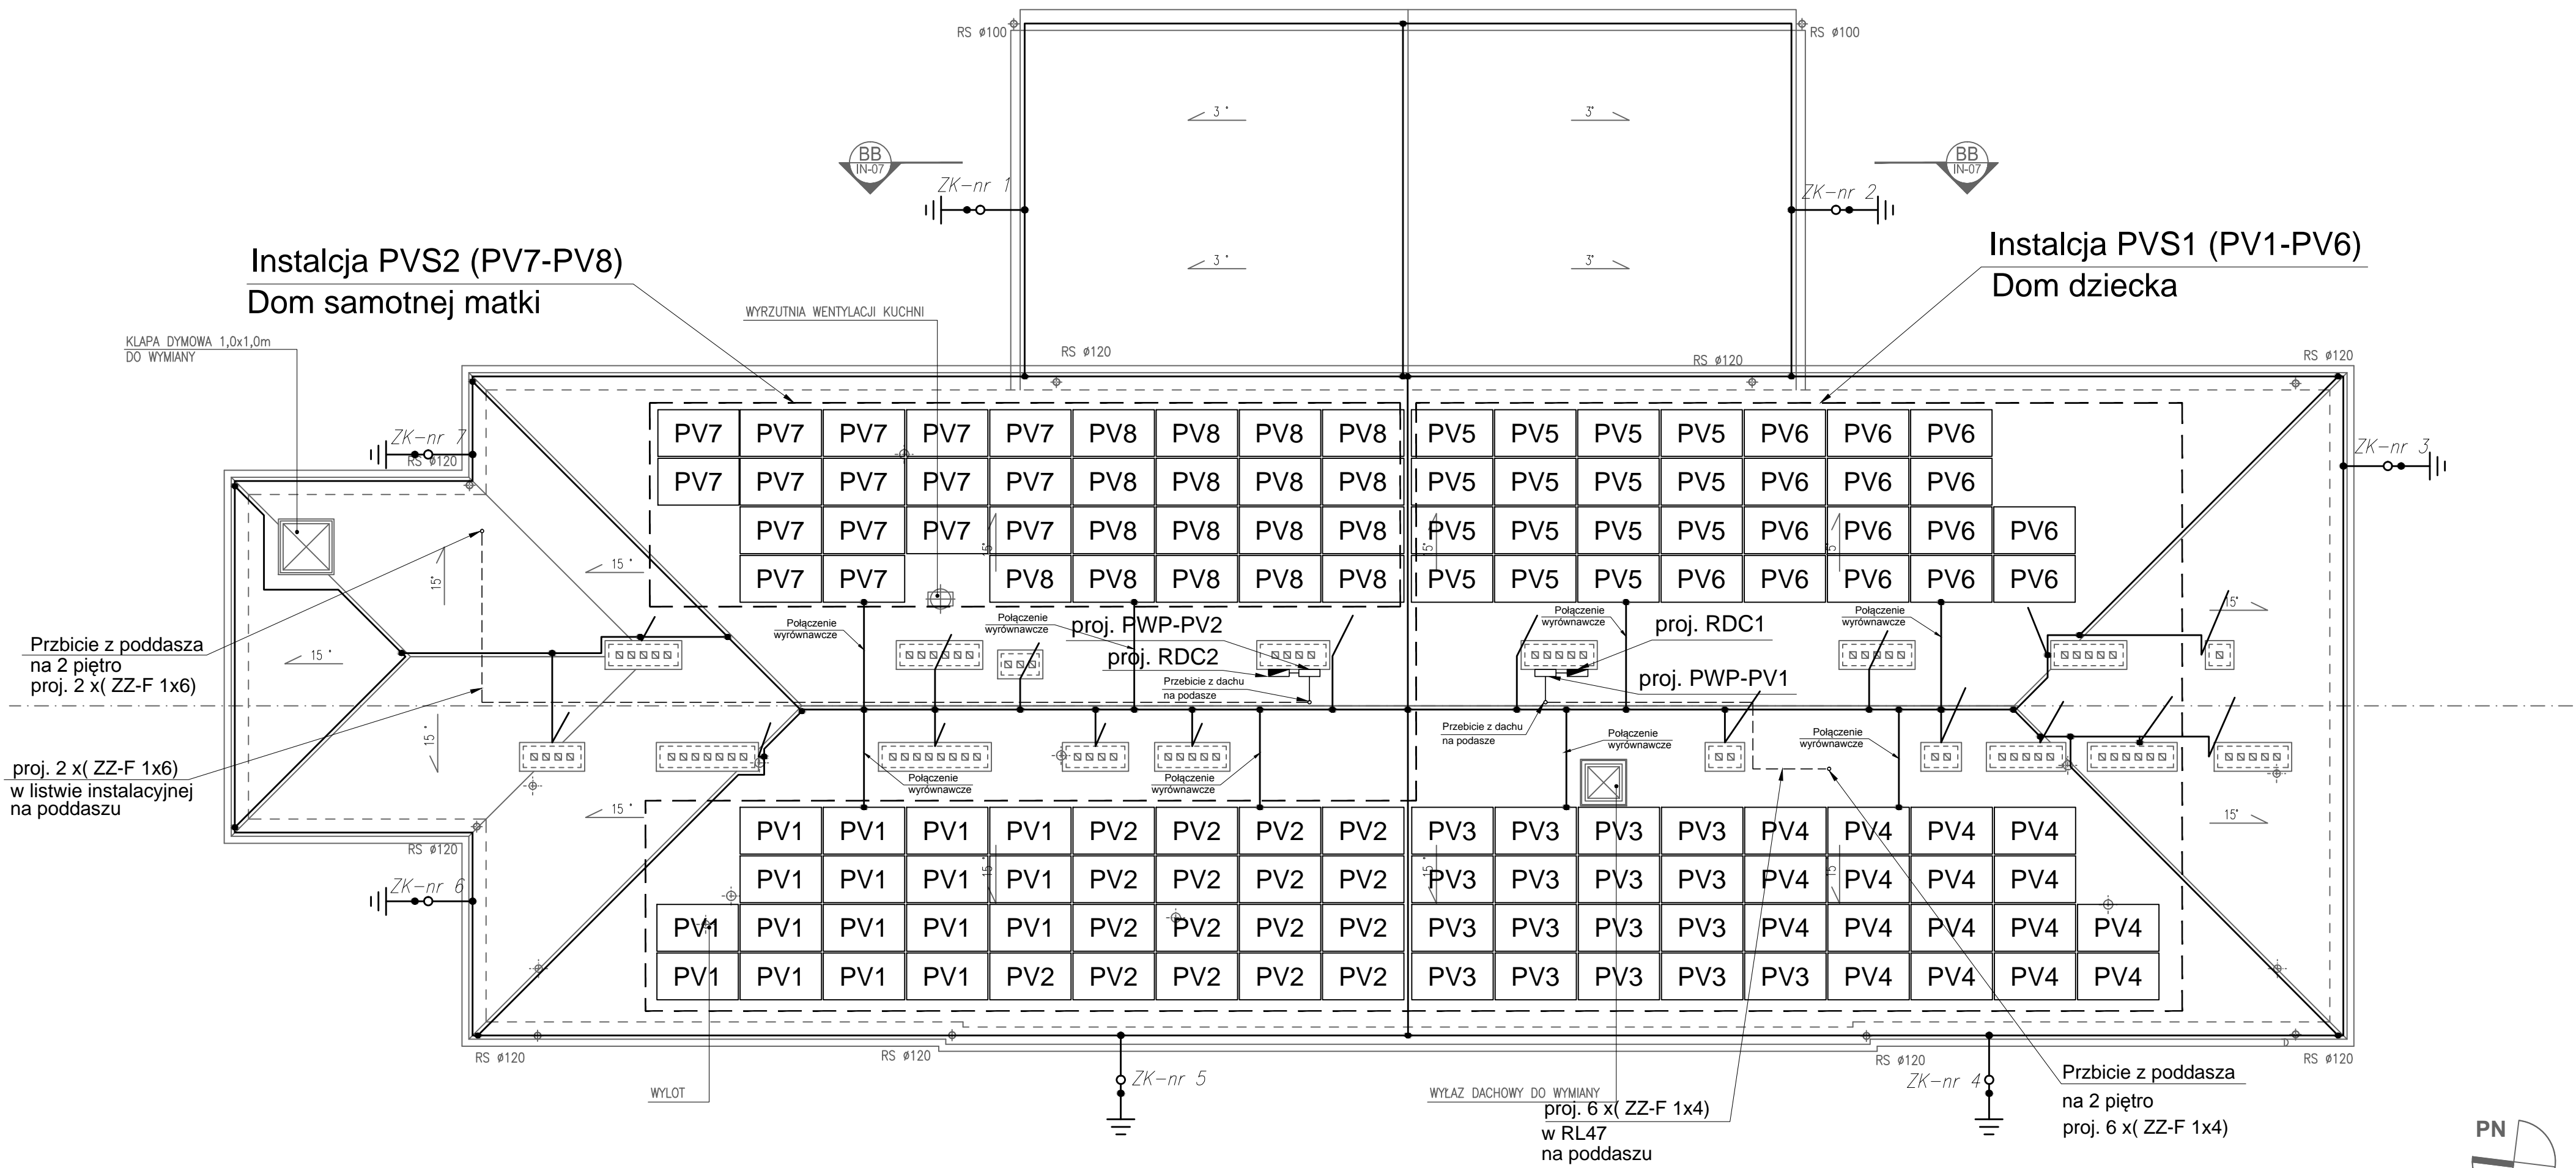 RS ø100
RS ø100
3 °
3°
BB
IN-07
BB
IN-07
ZK-nr 1
ZK-nr 2
Instalcja PVS2 (PV7-PV8)
Dom samotnej matki
Instalcja PVS1 (PV1-PV6)
Dom dziecka
3 °
3°
WYRZUTNIA WENTYLACJI KUCHNI
KLAPA DYMOWA 1,0x1,0m
DO WYMIANY
RS ø120
RS ø120
RS ø120
ZK-nr 7
RS ø120
ZK-nr 3
PV7 PV7 PV7 PV7 PV7 PV8 PV8 PV8 PV8 PV5 PV5 PV5 PV5 PV6 PV6 PV6
PV7 PV7 PV7 PV7 PV7 PV8 PV8 PV8 PV8 PV5 PV5 PV5 PV5 PV6 PV6 PV6
PV7 PV7 PV7 PV7 PV8 PV8 PV8 PV8 PV5 PV5 PV5 PV5 PV6 PV6 PV6 PV6
PV7 PV7 PV8 PV8 PV8 PV8 PV8 PV5 PV5 PV5 PV6 PV6 PV6 PV6 PV6
15°
15 °
15°
15°
15°
15°
Przbicie z poddasza
na 2 piętro
proj. 2 x( ZZ-F 1x6)
15 °
Połączenie
wyrównawcze
Połączenie
wyrównawcze
proj. PWP-PV2
proj. RDC2
Przebicie z dachu
na podasze
Połączenie
wyrównawcze
proj. RDC1
proj. PWP-PV1
Połączenie
wyrównawcze
proj. 2 x( ZZ-F 1x6)
w listwie instalacyjnej
na poddaszu
15 °
15 °
Połączenie
wyrównawcze
Połączenie
wyrównawcze
Przebicie z dachu
na podasze
Połączenie
wyrównawcze
Połączenie
wyrównawcze
15°
PV1 PV1 PV1 PV1 PV2 PV2 PV2 PV2 PV3 PV3 PV3 PV3 PV4 PV4 PV4 PV4
PV1 PV1 PV1 PV1 PV2 PV2 PV2 PV2 PV3 PV3 PV3 PV3 PV4 PV4 PV4 PV4
PV1 PV1 PV1 PV1 PV2 PV2 PV2 PV2 PV2 PV3 PV3 PV3 PV3 PV4 PV4 PV4 PV4 PV4
PV1 PV1 PV1 PV1 PV2 PV2 PV2 PV2 PV2 PV3 PV3 PV3 PV3 PV3 PV4 PV4 PV4 PV4
15°
15°
15
RS ø120
ZK-nr 6
RS ø120
RS ø120
RS ø120
D
RS ø120
ZK-nr 5
ZK-nr 4
WYLOT
WYŁAZ DACHOWY DO WYMIANY
proj. 6 x( ZZ-F 1x4)
w RL47
na poddaszu
Przbicie z poddasza
na 2 piętro
proj. 6 x( ZZ-F 1x4)
PN